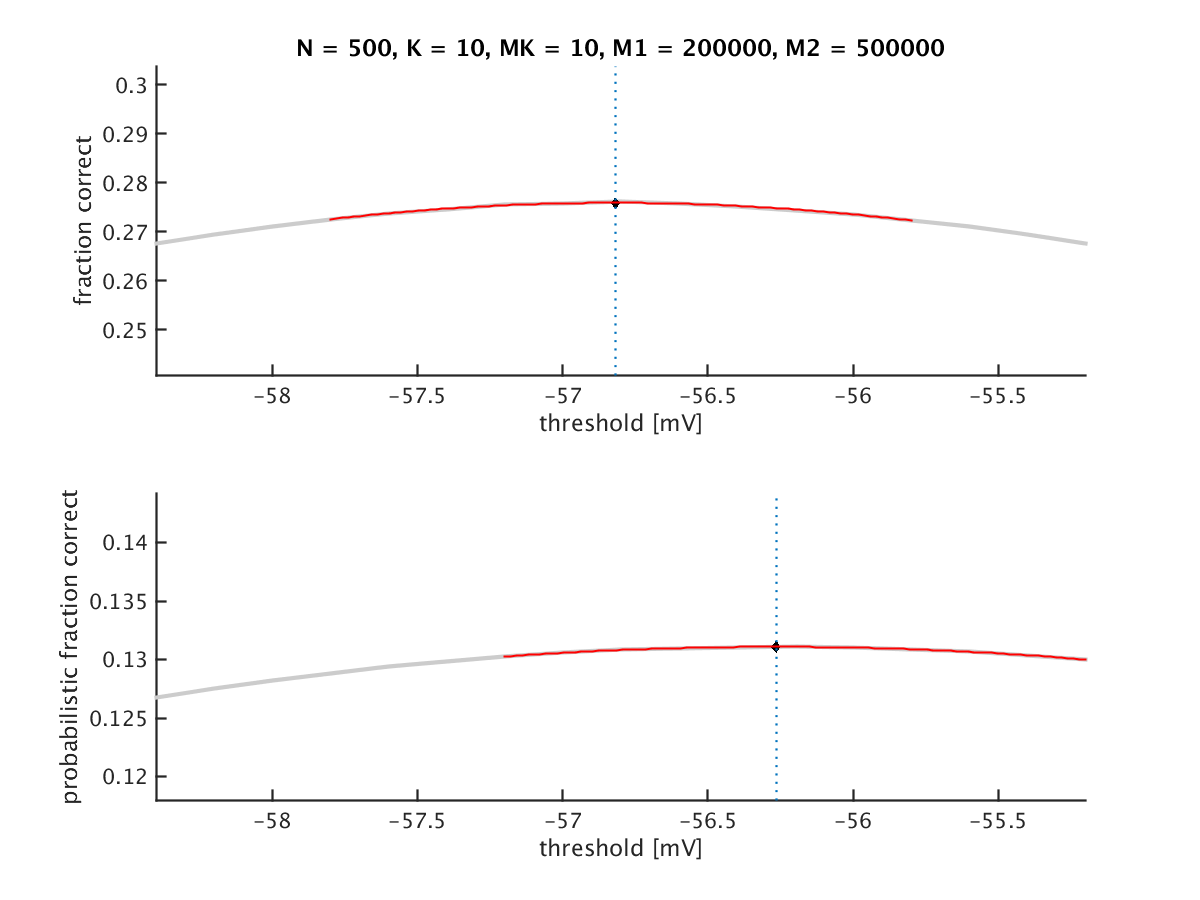 N = 500, K = 10, MK = 10, M1 = 200000, M2 = 500000
fraction correct
0.3
0.29
0.28
0.27
0.26
0.25
−58 −57.5 −57 −56.5 −56 −55.5
threshold [mV]
probabilistic fraction correct
0.14
0.135
0.13
0.125
0.12
−58 −57.5 −57 −56.5 −56 −55.5
threshold [mV]